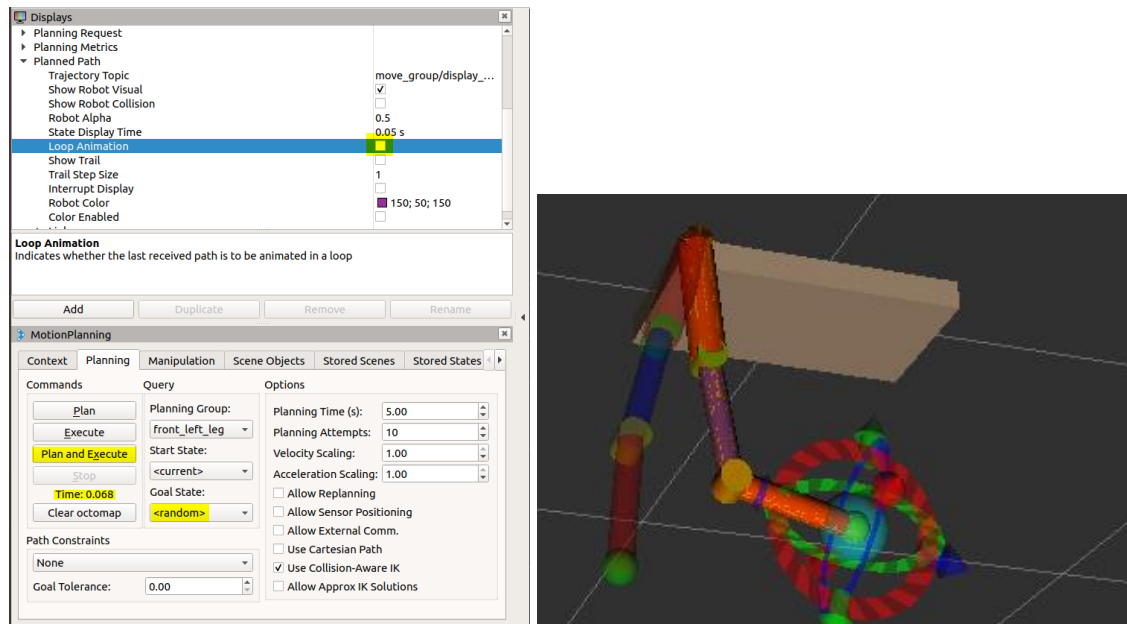 Displays
Planning Request
Planning Metrics
Planned Path
Trajectory Topic move_group/display_...
Show Robot Visual
Show Robot Collision
Robot Alpha 0.5
State Display Time 0.05 s
Loop Animation
Show Trail
Trail Step Size 1
Interrupt Display
Robot Color 150; 50; 150
Color Enabled
Loop Animation
Indicates whether the last received path is to be animated in a loop
Add Duplicate Remove Rename
MotionPlanning
Context Planning Manipulation Scene Objects Stored Scenes Stored States
Commands
Plan
Execute
Plan and Execute
Stop
Time: 0.068
Clear octomap
Query
Planning Group:
front_left_leg
Start State:
<current>
Goal State:
<random>
Options
Planning Time (s): 5.00
Planning Attempts: 10
Velocity Scaling: 1.00
Acceleration Scaling: 1.00
Allow Replanning
Allow Sensor Positioning
Allow External Comm.
Use Cartesian Path
Use Collision-Aware IK
Allow Approx IK Solutions
Path Constraints
None
Goal Tolerance: 0.00